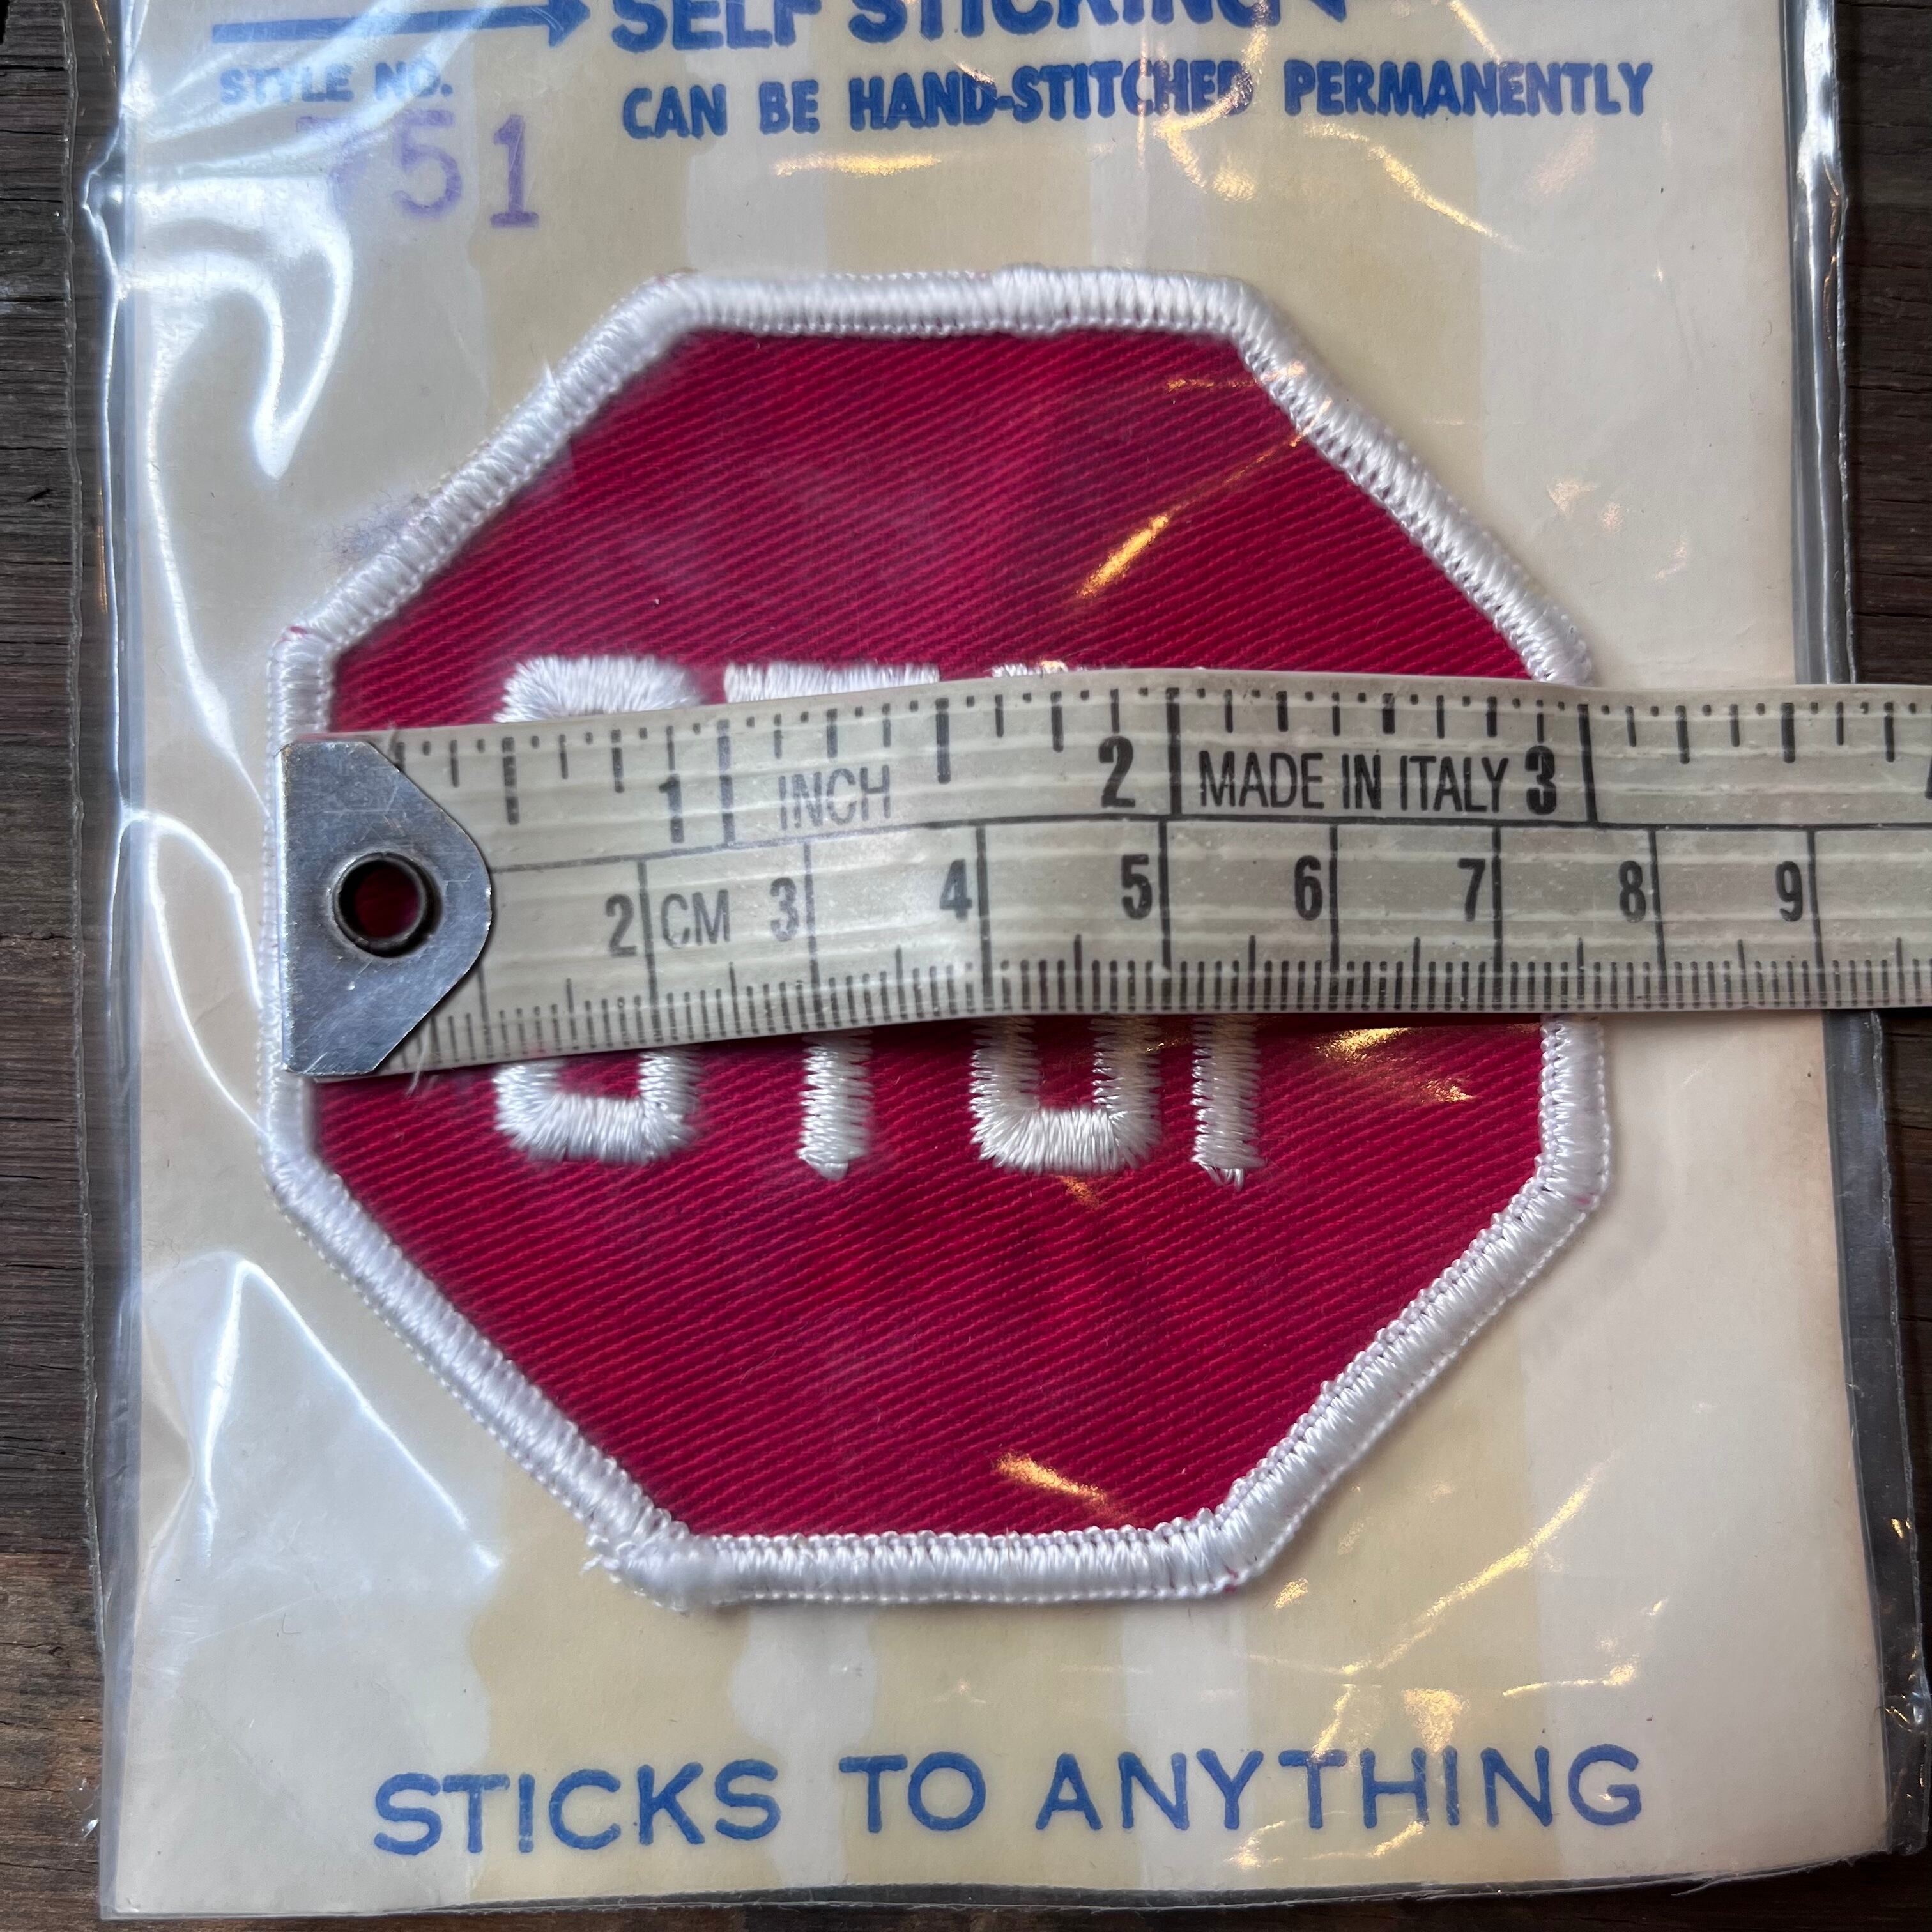 SELF STICKING
STYLE NO.
CAN BE HAND-STITCHED PERMANENTLY
751
1 INCH 2 MADE IN ITALY 3
2 CM 3 4 5 6 7 8 9
STICKS TO ANYTHING